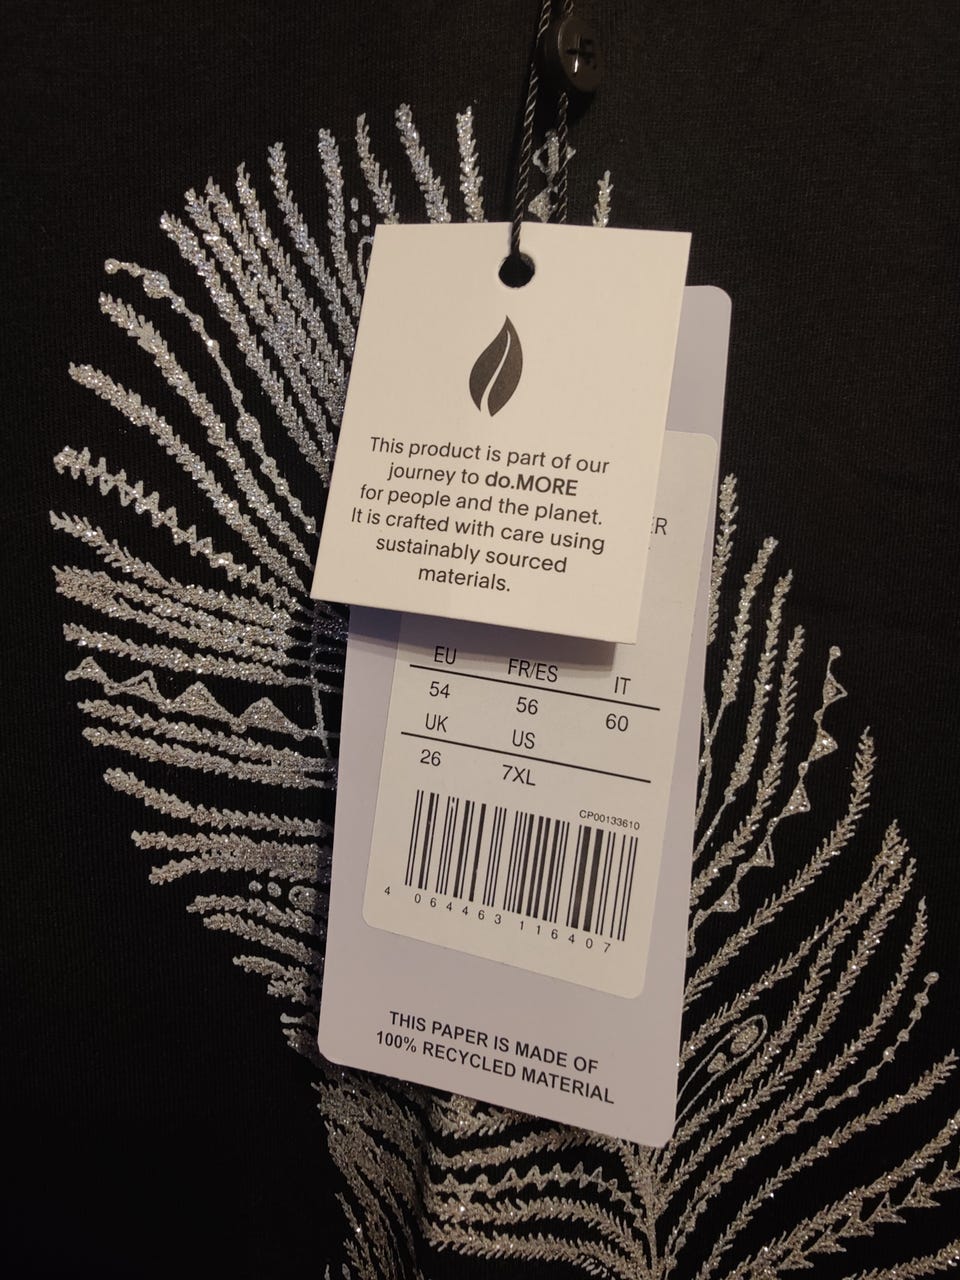 This product is part of our
journey to do.MORE
for people and the planet.
It is crafted with care using
sustainably sourced
materials.
ER
EU FR/ES IT
54 56 60
UK US
26 7XL
CP00133610
4 064463 116407
THIS PAPER IS MADE OF
100% RECYCLED MATERIAL